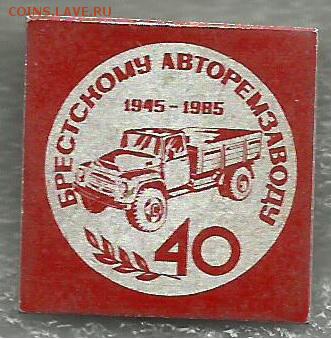 COINS.LAVE.RU
БРЕСТСКОМУ АВТОРЕМЗАВОДУ
1945-1985
40